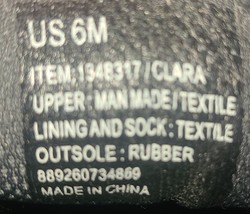 US 6M
ITEM: 1348317 / CLARA
UPPER : MAN MADE / TEXTILE
LINING AND SOCK : TEXTILE
OUTSOLE : RUBBER
889260734869
MADE IN CHINA